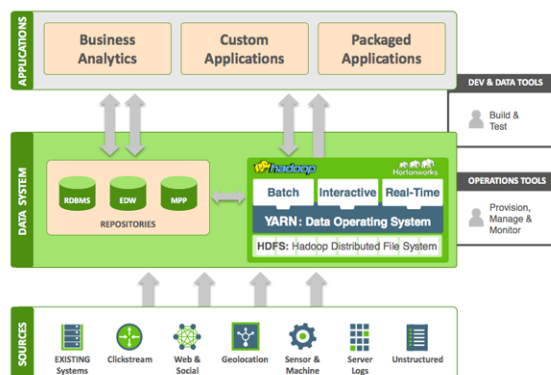 APPLICATIONS
Business
Analytics
Custom
Applications
Packaged
Applications
DEV & DATA TOOLS
Build &
Test
DATA SYSTEM
RDBMS
EDW
MPP
REPOSITORIES
hadoop
Hortonworks
Batch
Interactive
Real-Time
YARN : Data Operating System
HDFS: Hadoop Distributed File System
OPERATIONS TOOLS
Provision,
Manage &
Monitor
SOURCES
EXISTING
Systems
Clickstream
Web &
Social
Geolocation
Sensor &
Machine
Server
Logs
Unstructured